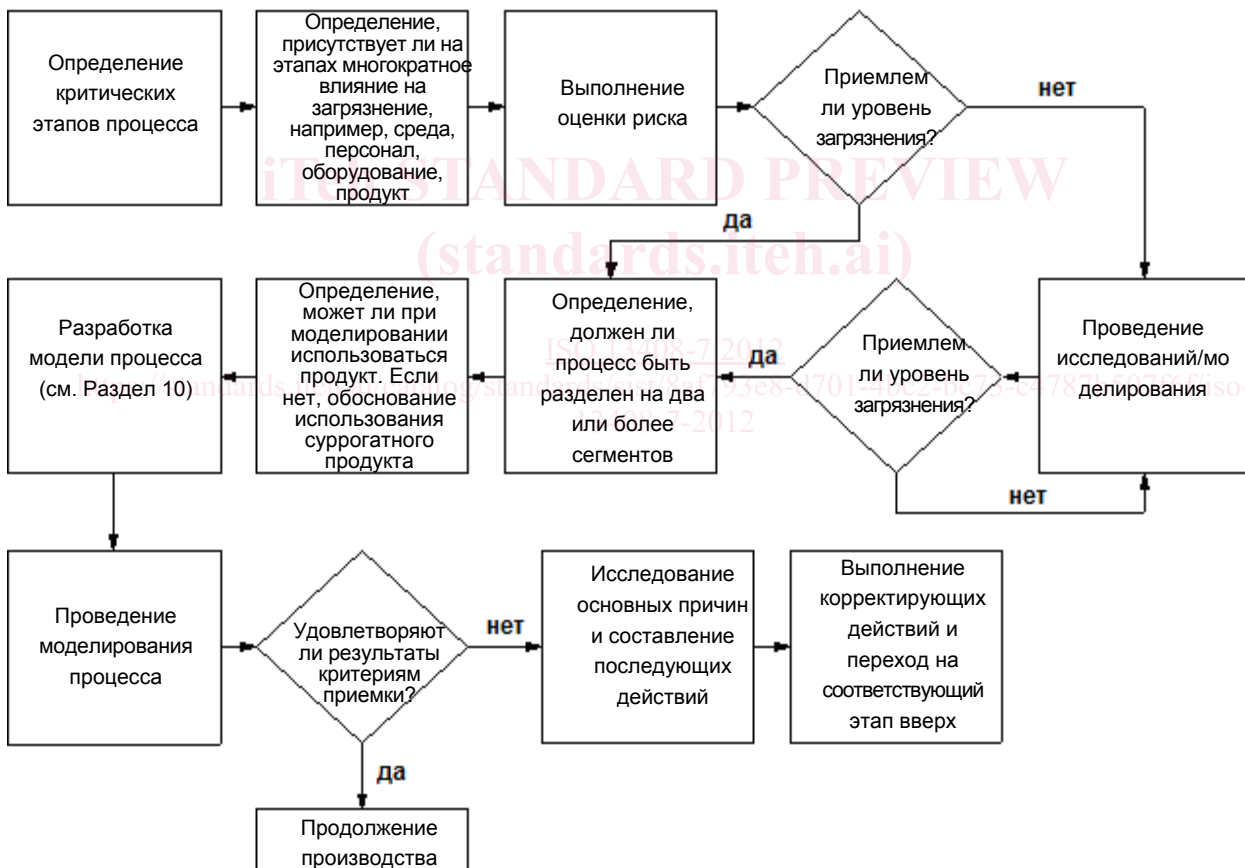 Определение
критических
этапов процесса
Определение,
присутствует ли на
этапах многократное
влияние на
загрязнение,
например, среда,
персонал,
оборудование,
продукт
Выполнение
оценки риска
Приемлем
ли уровень
загрязнения?
нет
да
iTeh STANDARD PREVIEW
(standards.iteh.ai)
Разработка
модели процесса
(см. Раздел 10)
Определение,
может ли при
моделировании
использоваться
продукт. Если
нет, обоснование
использования
суррогатного
продукта
Определение,
должен ли
процесс быть
разделен на два
или более
сегментов
да
Приемлем
ли уровень
загрязнения?
Проведение
исследований/мо
делирования
нет
ISO 13408-7:2012
13408-7-2012
Проведение
моделирования
процесса
Удовлетворяют
ли результаты
критериям
приемки?
нет
Исследование
основных причин
и составление
последующих
действий
Выполнение
корректирующих
действий и
переход на
соответствующий
этап вверх
да
Продолжение
производства